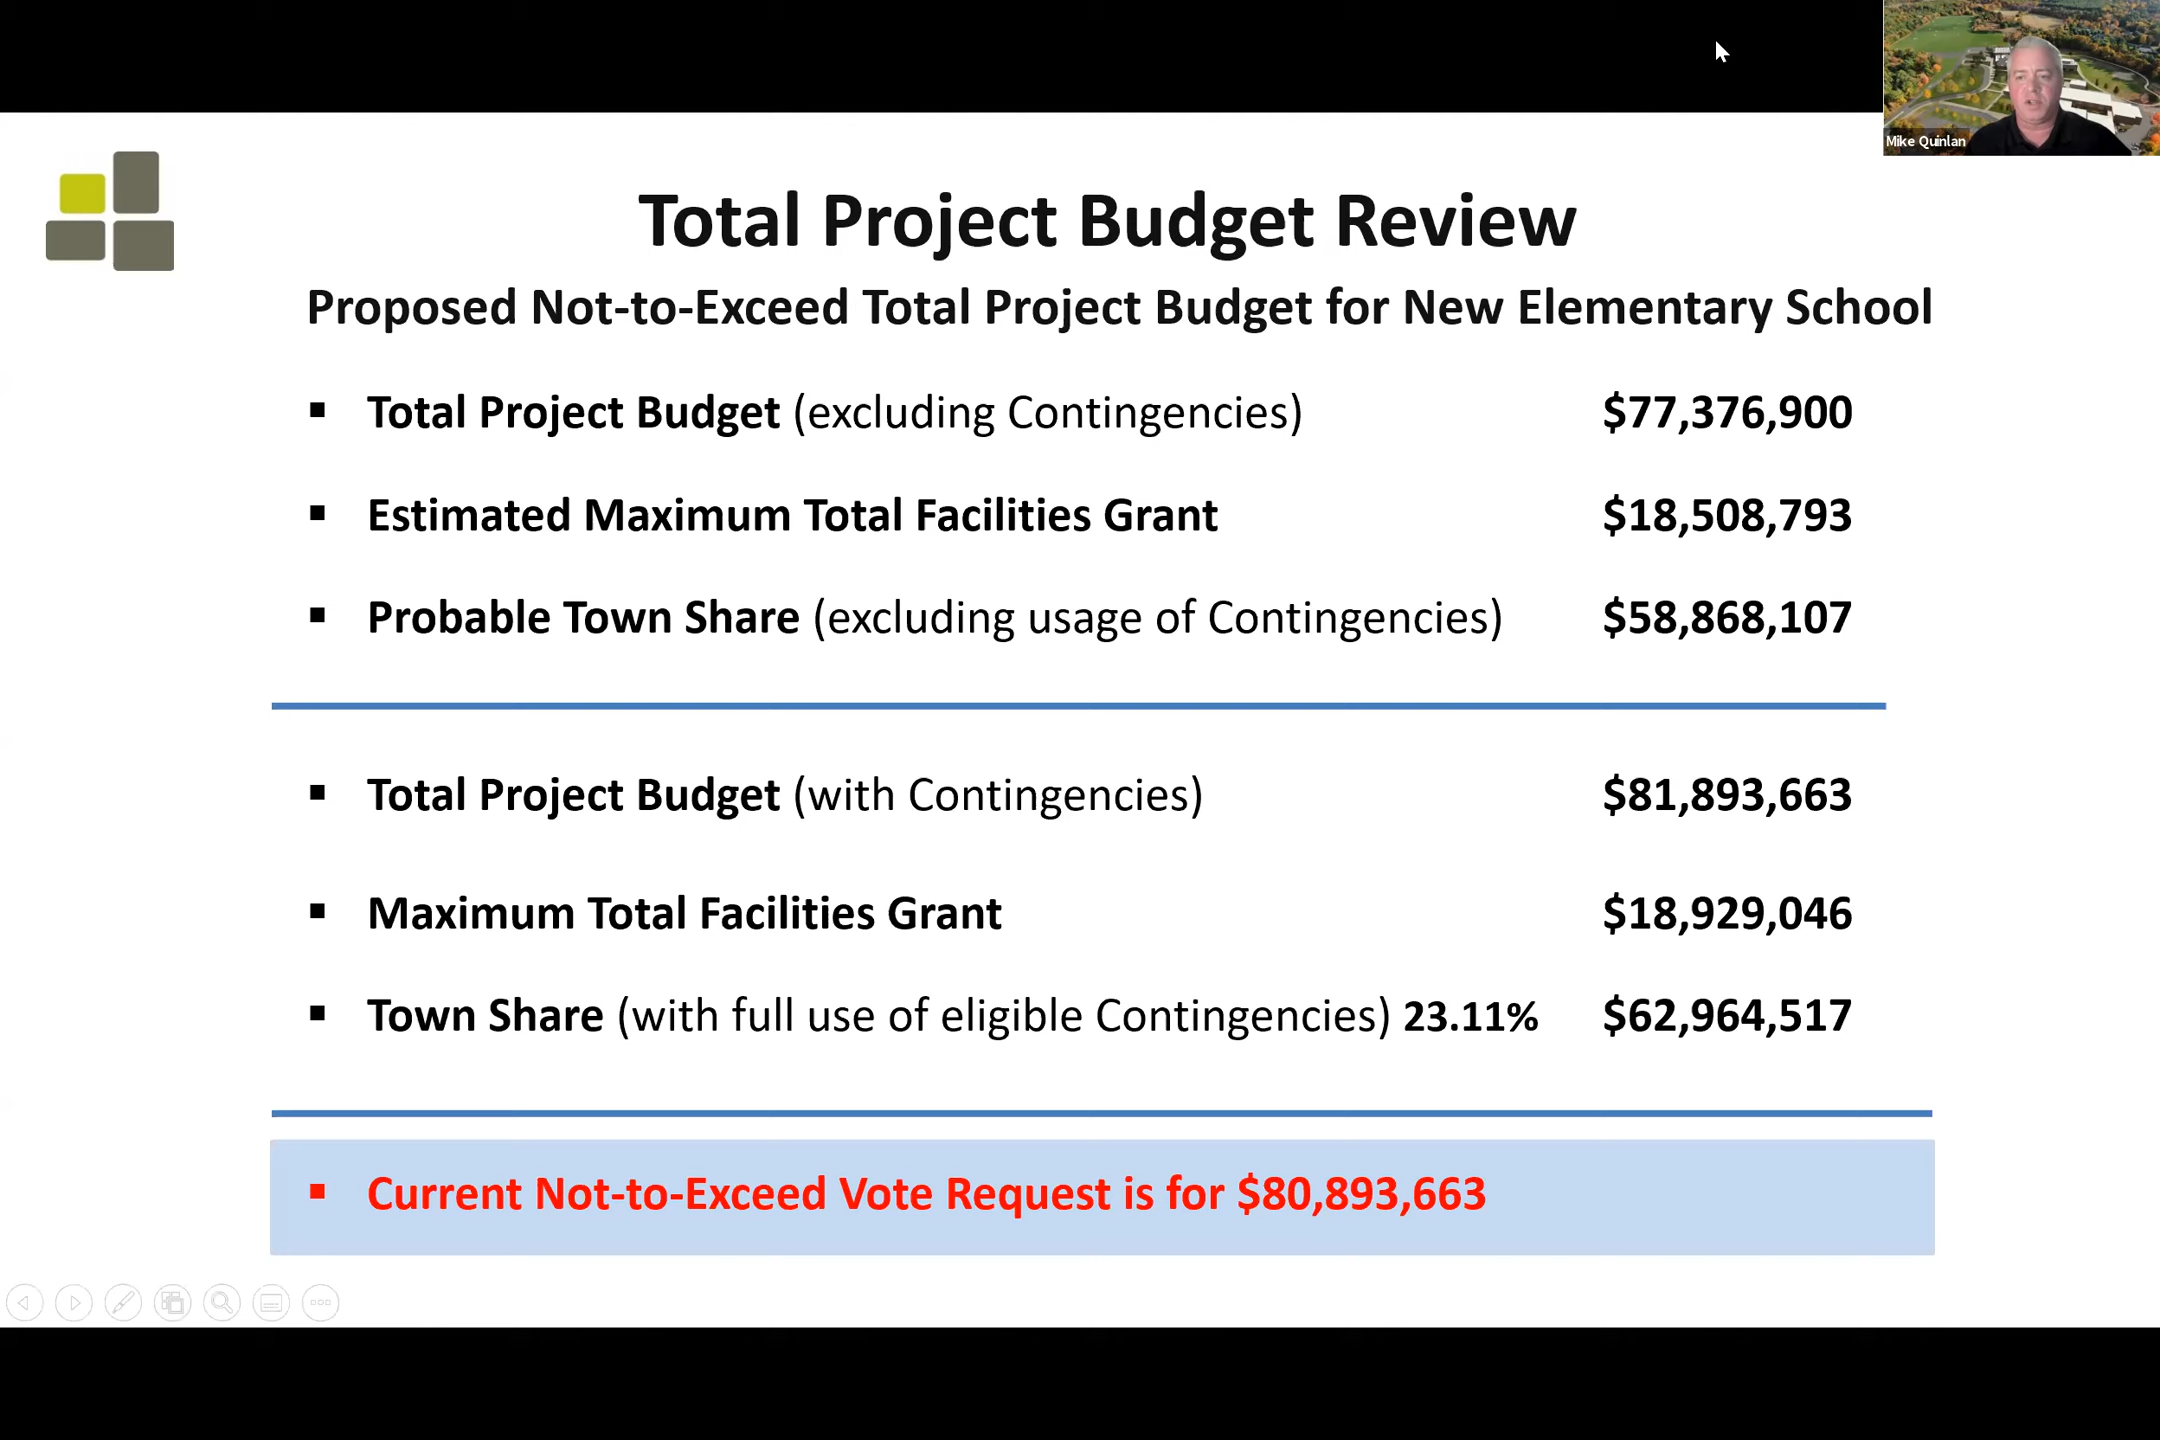 Mike Quinlan
Total Project Budget Review
Proposed Not-to-Exceed Total Project Budget for New Elementary School
▪ Total Project Budget (excluding Contingencies) $77,376,900
▪ Estimated Maximum Total Facilities Grant $18,508,793
▪ Probable Town Share (excluding usage of Contingencies) $58,868,107
▪ Total Project Budget (with Contingencies) $81,893,663
▪ Maximum Total Facilities Grant $18,929,046
▪ Town Share (with full use of eligible Contingencies) 23.11% $62,964,517
▪ Current Not-to-Exceed Vote Request is for $80,893,663